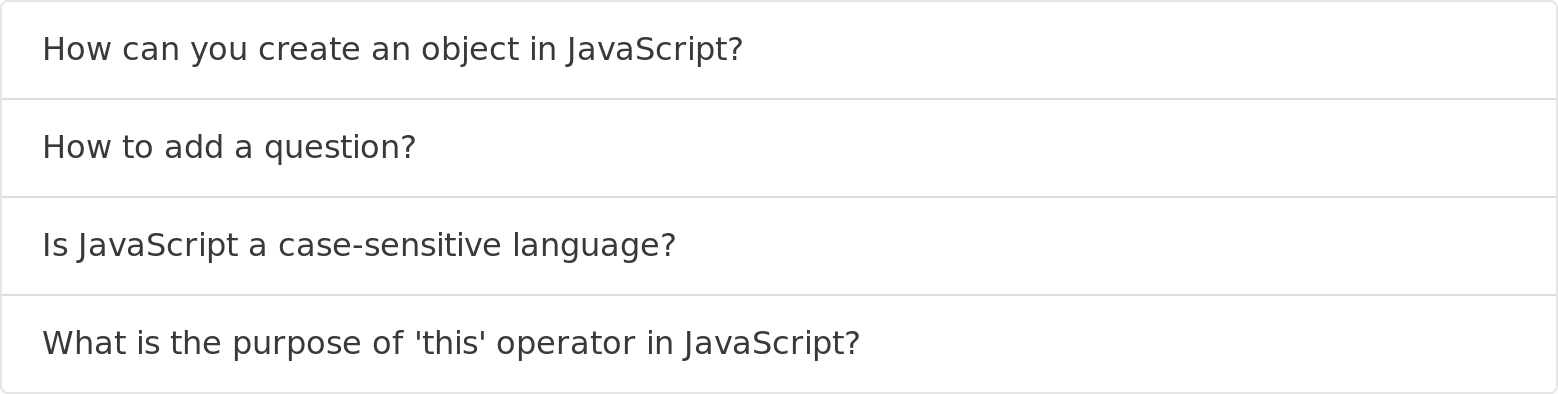 How can you create an object in JavaScript?
How to add a question?
Is JavaScript a case-sensitive language?
What is the purpose of 'this' operator in JavaScript?